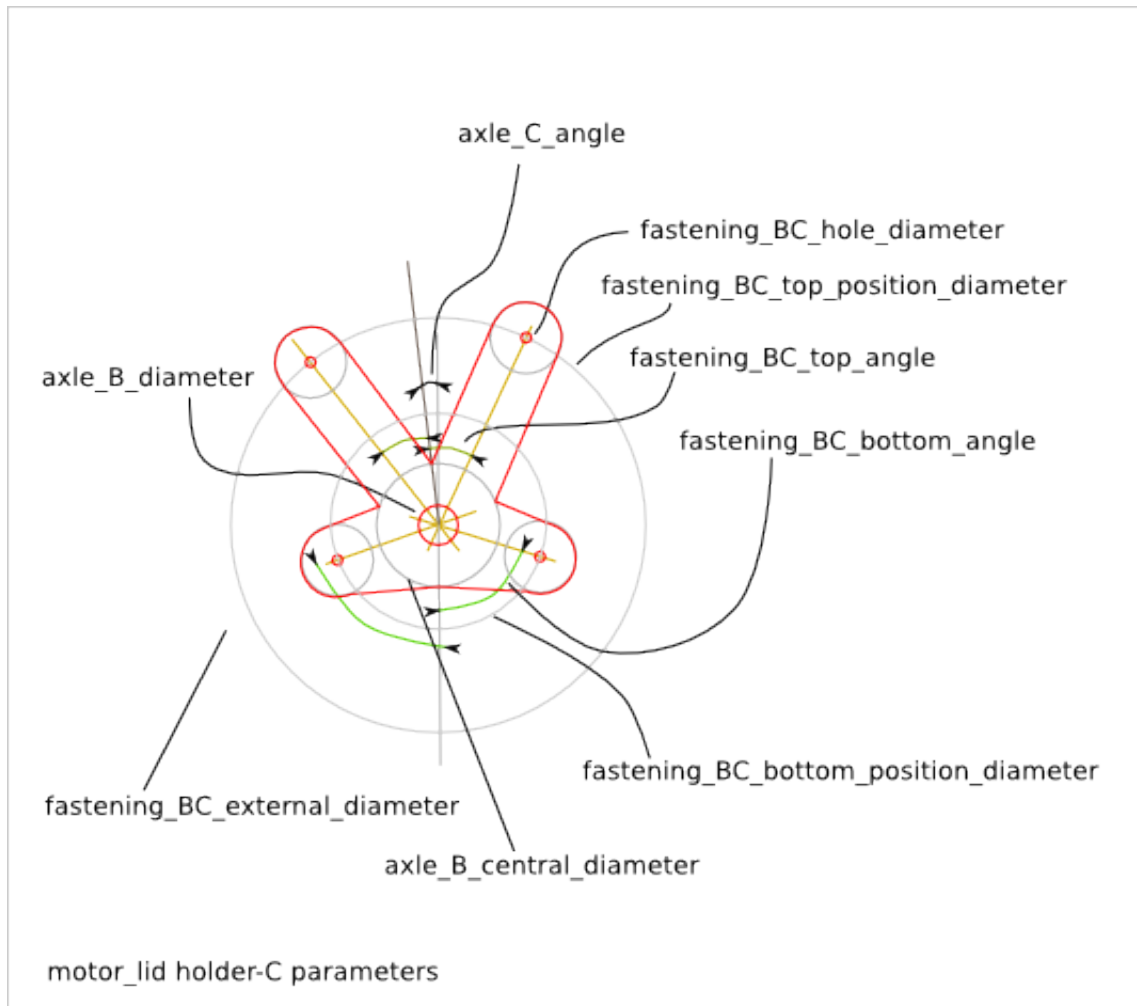 axle_C_angle
fastening_BC_hole_diameter
fastening_BC_top_position_diameter
fastening_BC_top_angle
axle_B_diameter
fastening_BC_bottom_angle
fastening_BC_bottom_position_diameter
fastening_BC_external_diameter
axle_B_central_diameter
motor_lid holder-C parameters